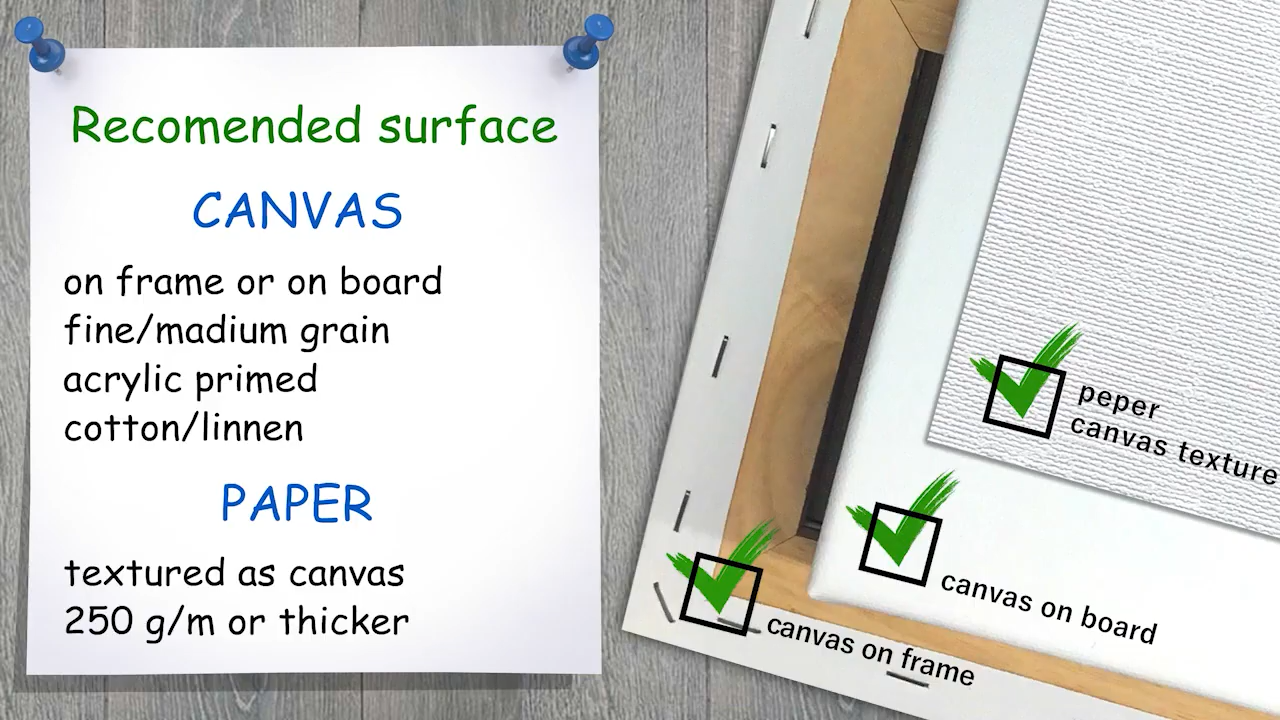 Recomended surface
CANVAS
on frame or on board
fine/madium grain
acrylic primed
cotton/linnen
PAPER
textured as canvas
250 g/m or thicker
peper
canvas texture
canvas on board
canvas on frame